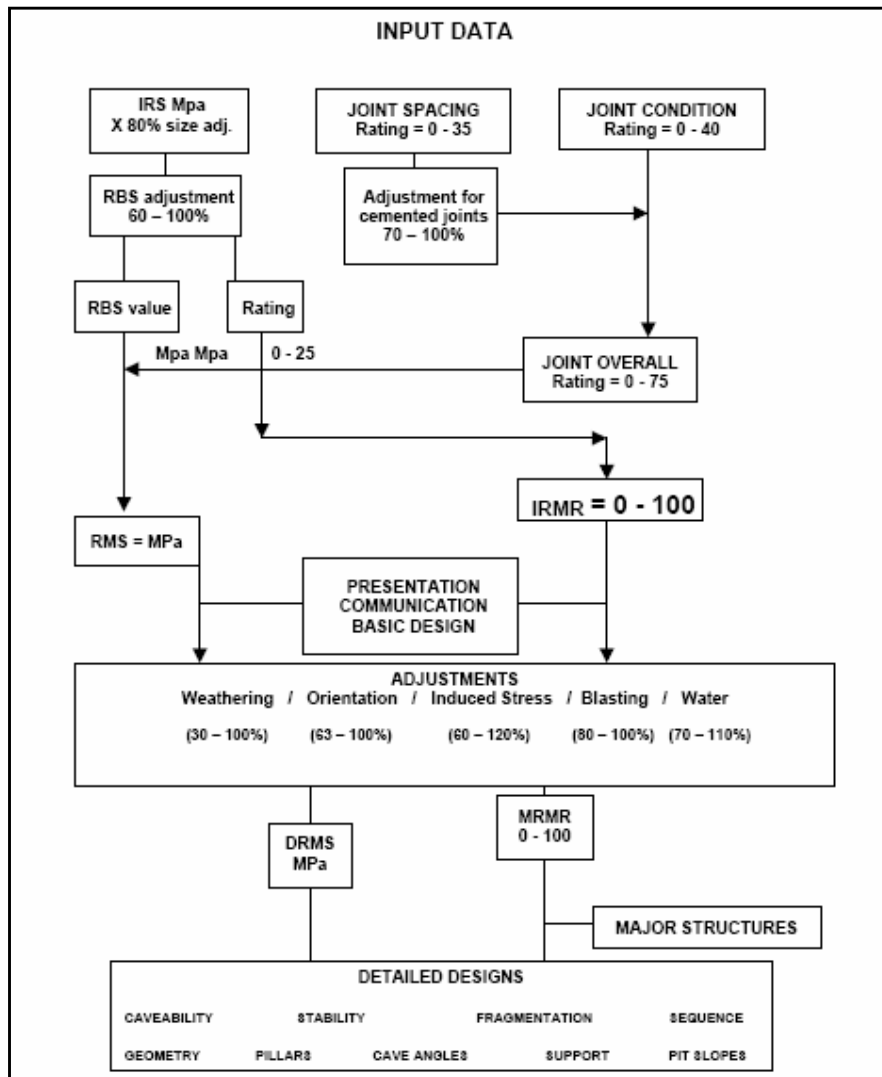 INPUT DATA
IRS Mpa
X 80% size adj.
JOINT SPACING
Rating = 0 - 35
JOINT CONDITION
Rating = 0 - 40
RBS adjustment
60 – 100%
Adjustment for
cemented joints
70 – 100%
RBS value
Rating
Mpa Mpa
0 - 25
JOINT OVERALL
Rating = 0 - 75
IRMR = 0 - 100
RMS = MPa
PRESENTATION
COMMUNICATION
BASIC DESIGN
ADJUSTMENTS
Weathering / Orientation / Induced Stress / Blasting / Water
(30 – 100%) (63 – 100%) (60 – 120%) (80 – 100%) (70 – 110%)
DRMS
MPa
MRMR
0 - 100
MAJOR STRUCTURES
DETAILED DESIGNS
CAVEABILITY STABILITY FRAGMENTATION SEQUENCE
GEOMETRY PILLARS CAVE ANGLES SUPPORT PIT SLOPES